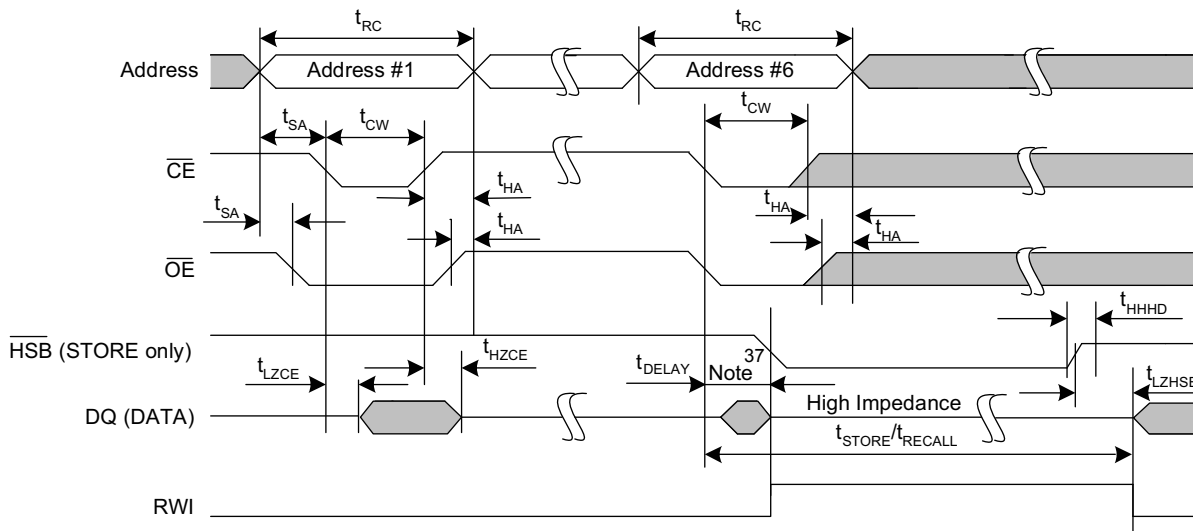 tRC tRC
Address Address #1 Address #6
tCW
tSA tCW
CE
tHA
tSA tHA
tHA tHA
OE
tHHHD
HSB (STORE only)
tHZCE 37
tLZCE tDELAY Note tLZHSB
DQ (DATA) High Impedance
tSTORE/tRECALL
RWI